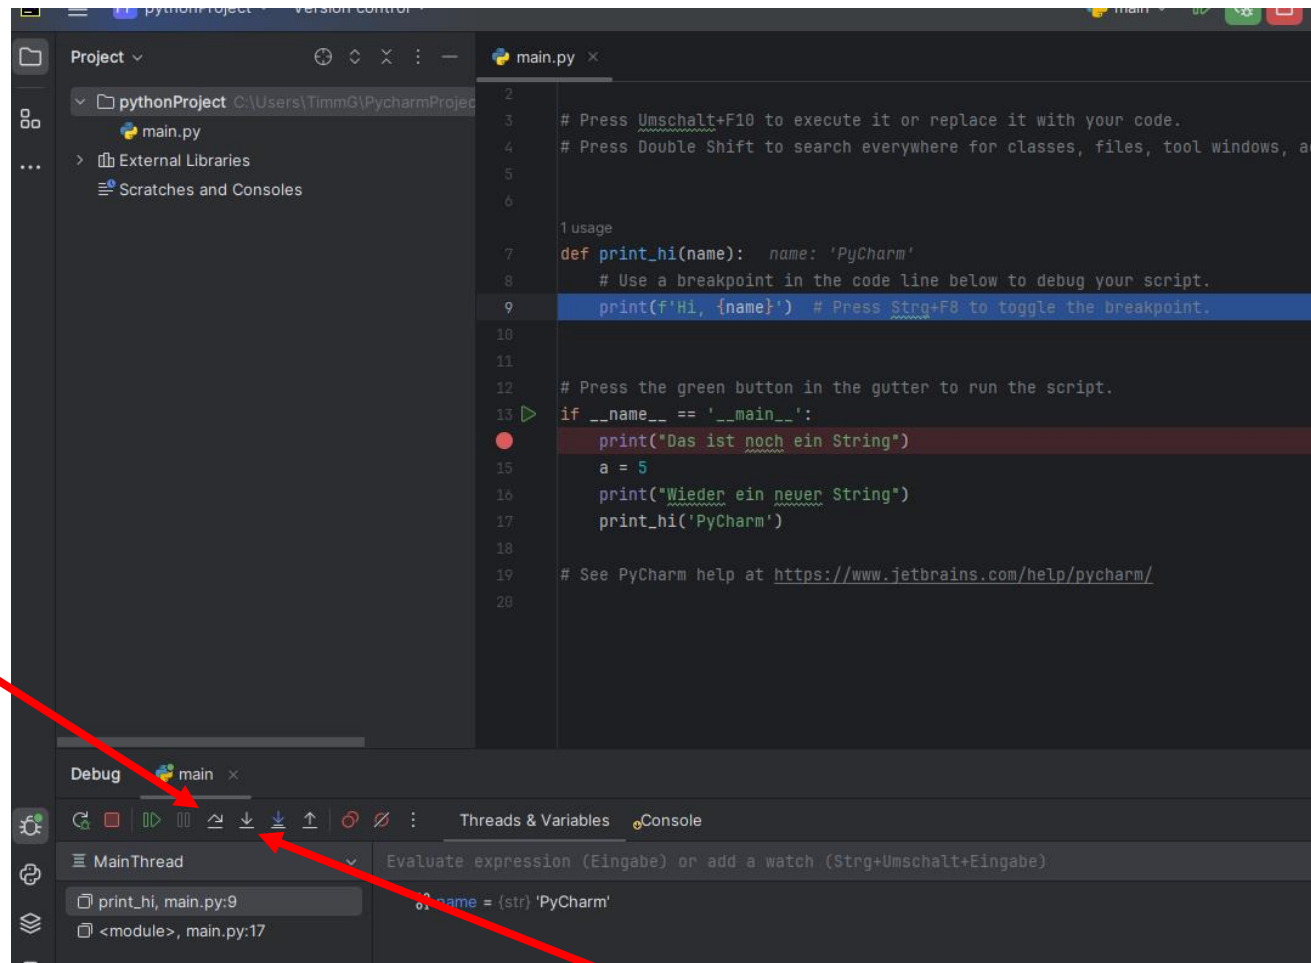 pythonProject Version control main
Project
main.py
pythonProject C:\Users\TimmG\PycharmProjec
main.py
External Libraries
Scratches and Consoles
2
3 # Press Umschalt+F10 to execute it or replace it with your code.
4 # Press Double Shift to search everywhere for classes, files, tool windows, a
5
6
1 usage
7 def print_hi(name): name: 'PyCharm'
8 # Use a breakpoint in the code line below to debug your script.
9 print(f'Hi, {name}') # Press Strg+F8 to toggle the breakpoint.
10
11
12 # Press the green button in the gutter to run the script.
13 if __name__ == '__main__':
print("Das ist noch ein String")
15 a = 5
16 print("Wieder ein neuer String")
17 print_hi('PyCharm')
18
19 # See PyCharm help at https://www.jetbrains.com/help/pycharm/
20
Debug main
Threads & Variables Console
MainThread
Evaluate expression (Eingabe) or add a watch (Strg+Umschalt+Eingabe)
print_hi, main.py:9
name = {str} 'PyCharm'
<module>, main.py:17